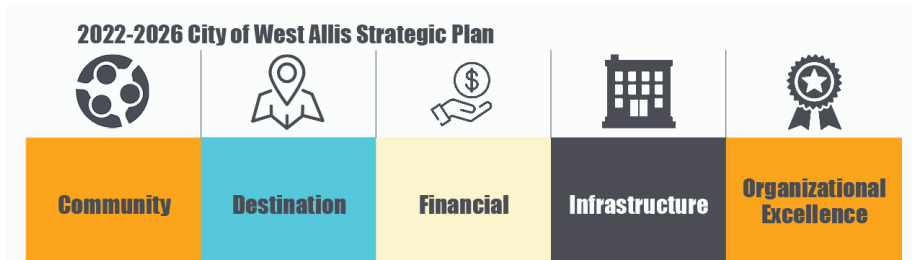 2022-2026 City of West Allis Strategic Plan
$
Community
Destination
Financial
Infrastructure
Organizational
Excellence